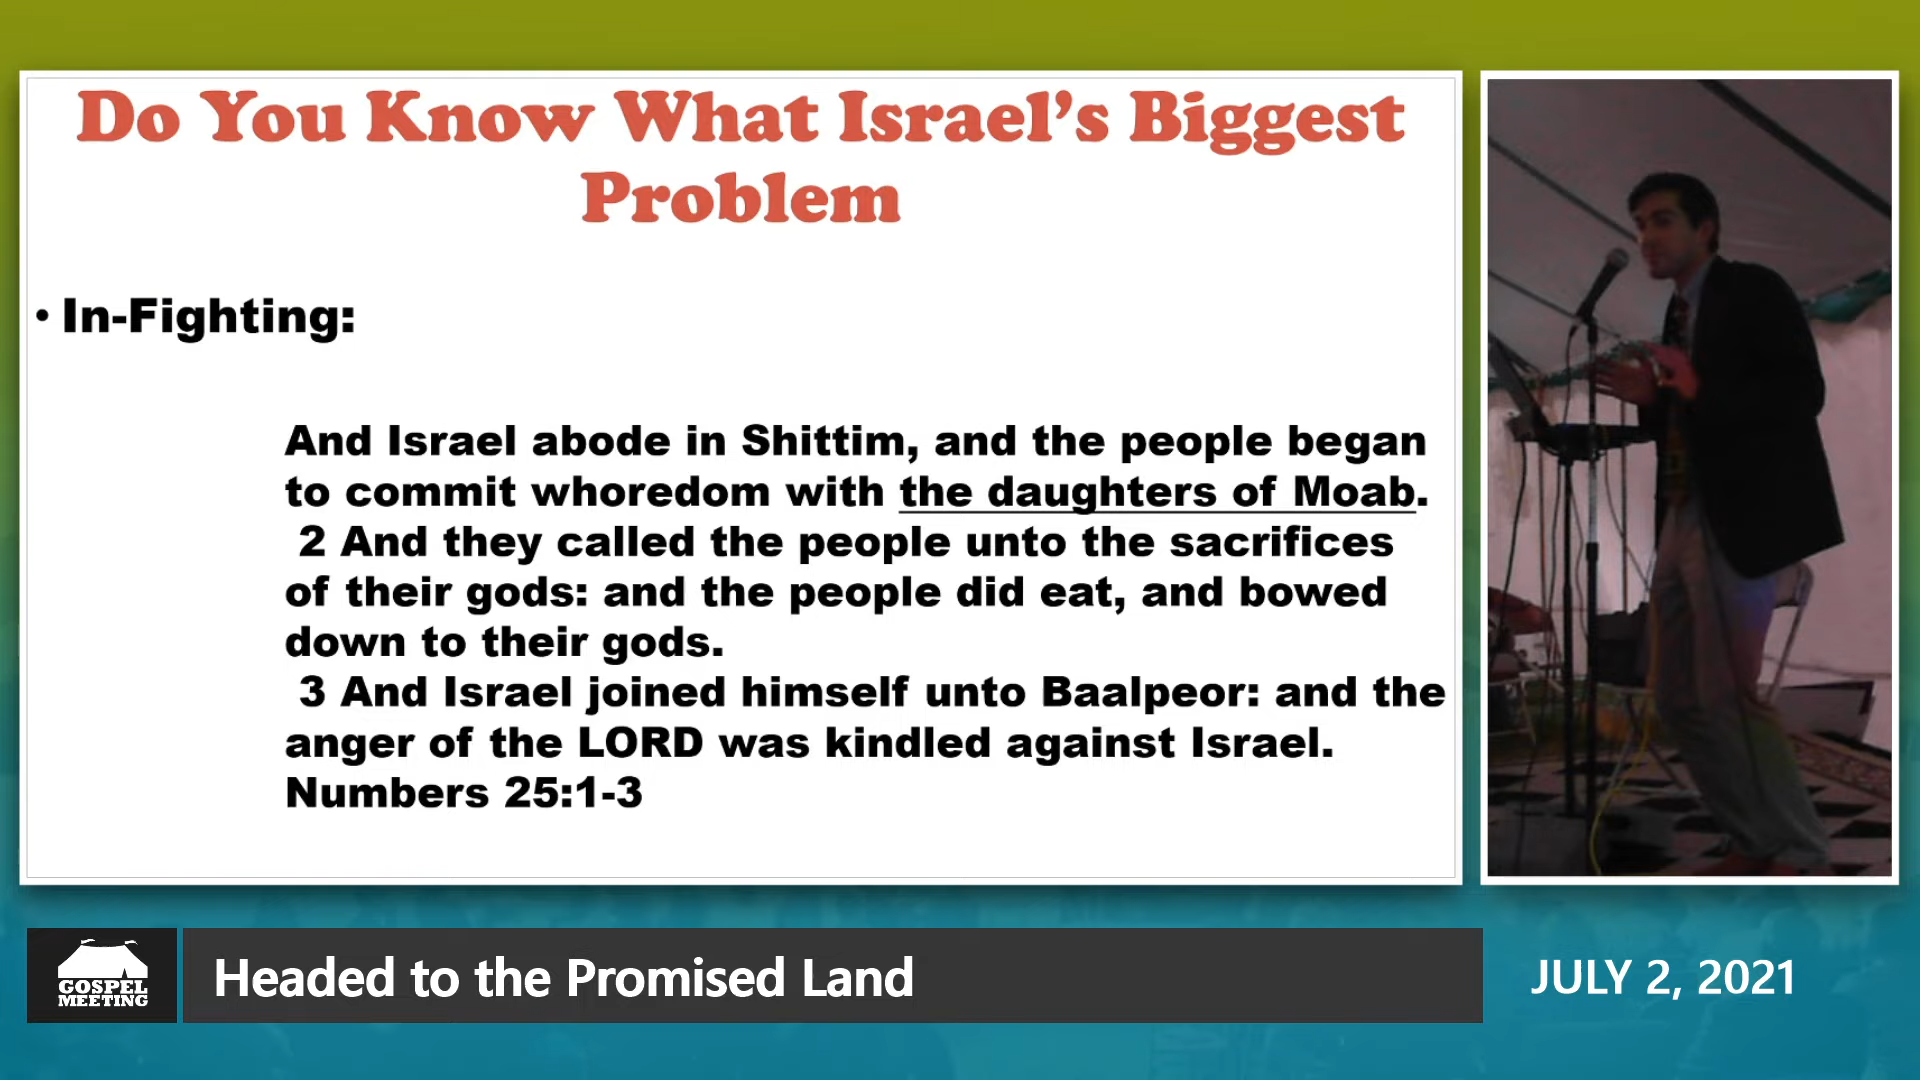 Do You Know What Israel’s Biggest
Problem
• In-Fighting:
And Israel abode in Shittim, and the people began
to commit whoredom with the daughters of Moab.
2 And they called the people unto the sacrifices
of their gods: and the people did eat, and bowed
down to their gods.
3 And Israel joined himself unto Baalpeor: and the
anger of the LORD was kindled against Israel.
Numbers 25:1-3
GOSPEL
MEETING
Headed to the Promised Land
JULY 2, 2021